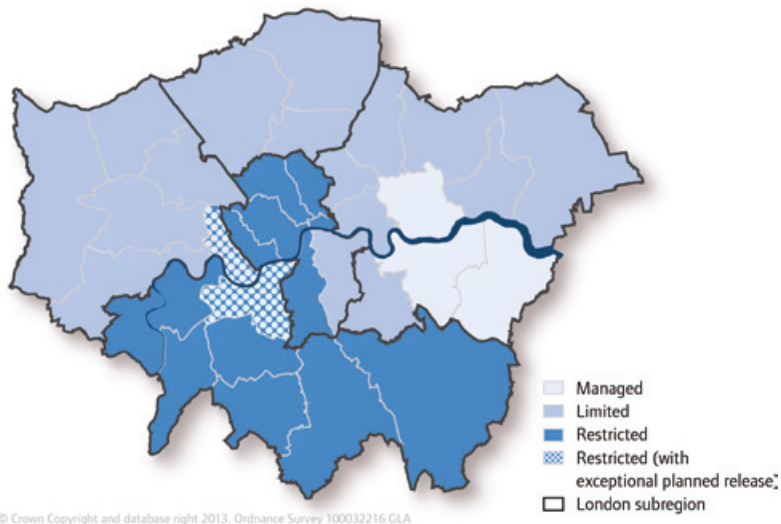 Managed
Limited
Restricted
Restricted (with
exceptional planned release)
London subregion
© Crown Copyright and database right 2013. Ordnance Survey 100032216 GLA